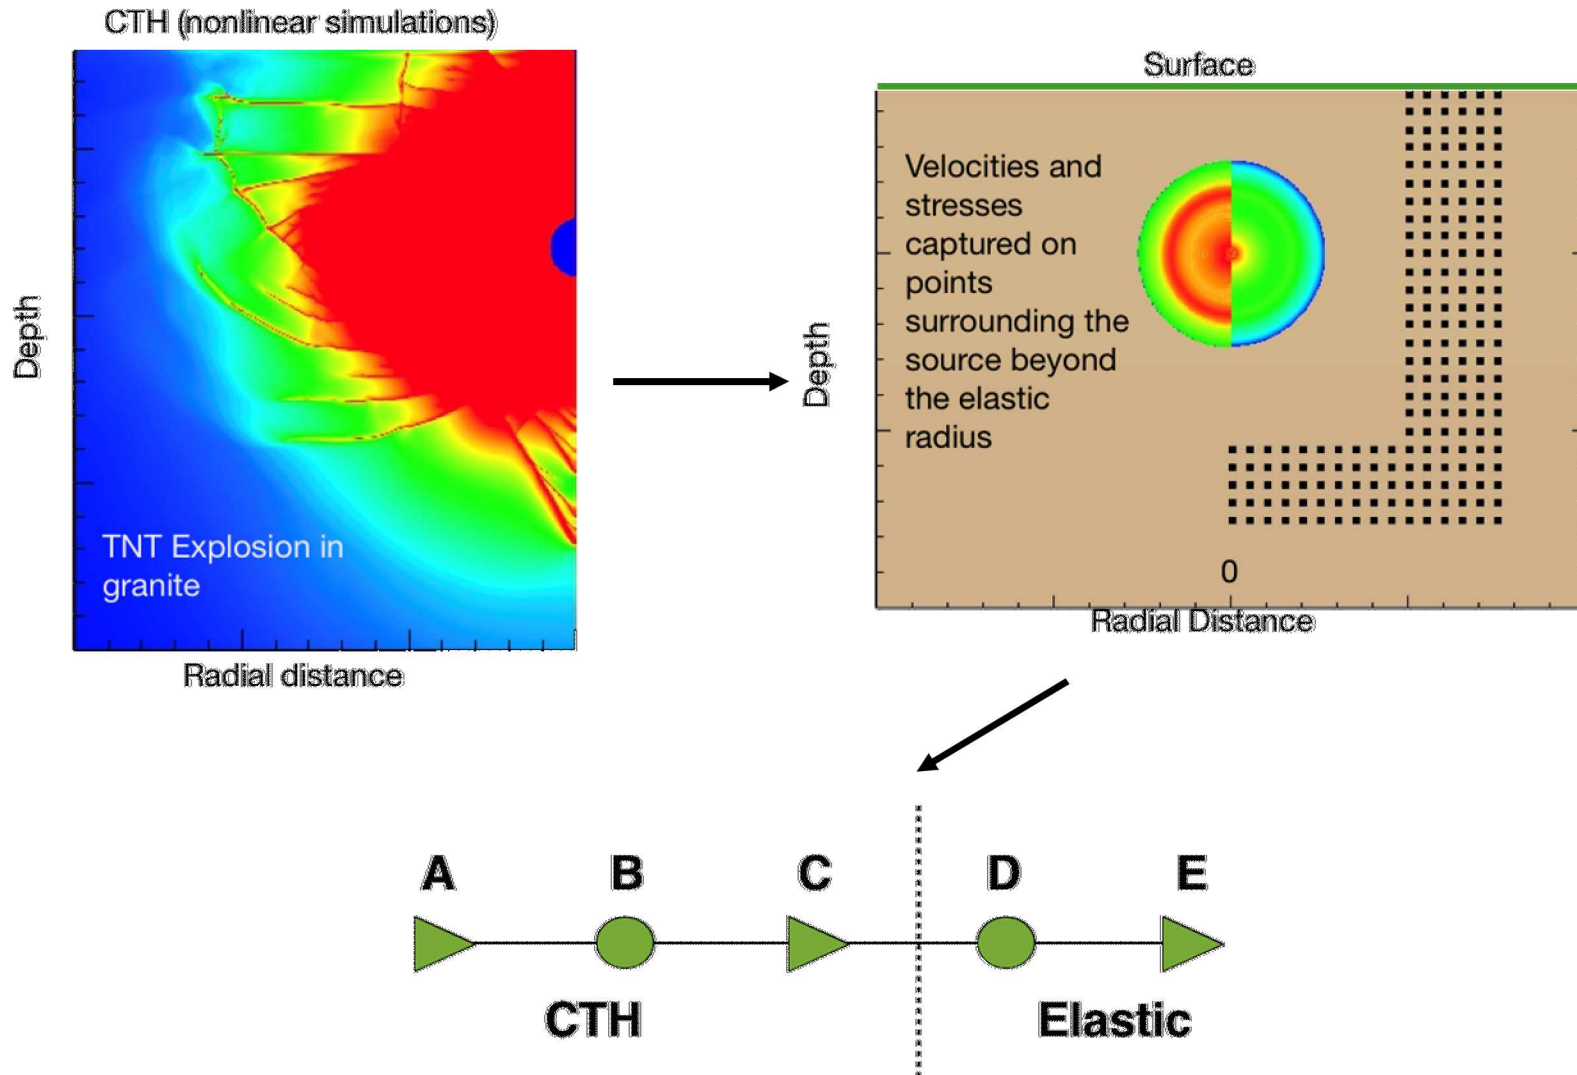 CTH (nonlinear simulations)
Depth
TNT Explosion in
granite
Radial distance
Surface
Velocities and
stresses
captured on
points
surrounding the
source beyond
the elastic
radius
Depth
0
Radial Distance
A
B
C
D
E
CTH
Elastic